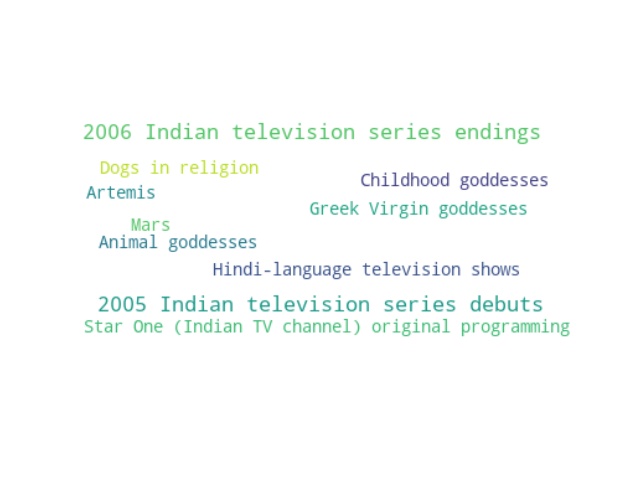 2006 Indian television series endings
Dogs in religion
Childhood goddesses
Artemis
Greek Virgin goddesses
Mars
Animal goddesses
Hindi-language television shows
2005 Indian television series debuts
Star One (Indian TV channel) original programming